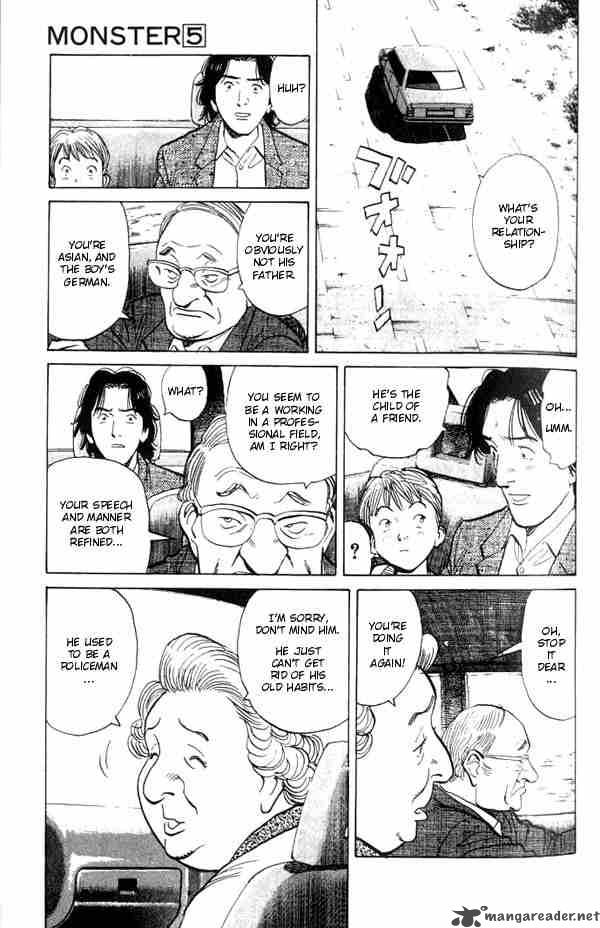 MONSTER 5
WHAT'S
YOUR
RELATION-
SHIP?
ブオオオー
HUH?
YOU'RE
OBVIOUSLY
NOT HIS
FATHER.
YOU'RE
ASIAN, AND
THE BOY'S
GERMAN.
OH...
UMM.
HE'S THE
CHILD OF
A FRIEND.
?
YOU SEEM TO
BE A WORKING
IN A PROFES-
SIONAL FIELD,
AM I RIGHT?
WHAT?
YOUR SPEECH
AND MANNER
ARE BOTH
REFINED...
OH,
STOP
IT
DEAR
...
YOU'RE
DOING
IT
AGAIN!
I'M SORRY,
DON'T MIND HIM.
HE JUST
CAN'T GET
RID OF HIS
OLD HABITS...
HE USED
TO BE A
POLICEMAN
...
mangareader.net